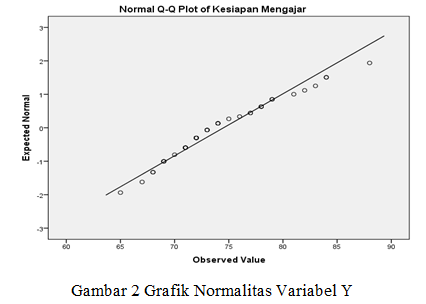 Normal Q-Q Plot of Kesiapan Mengajar
3
2
1
0
-1
-2
-3
Expected Normal
60 65 70 75 80 85 90
Observed Value
Gambar 2 Grafik Normalitas Variabel Y